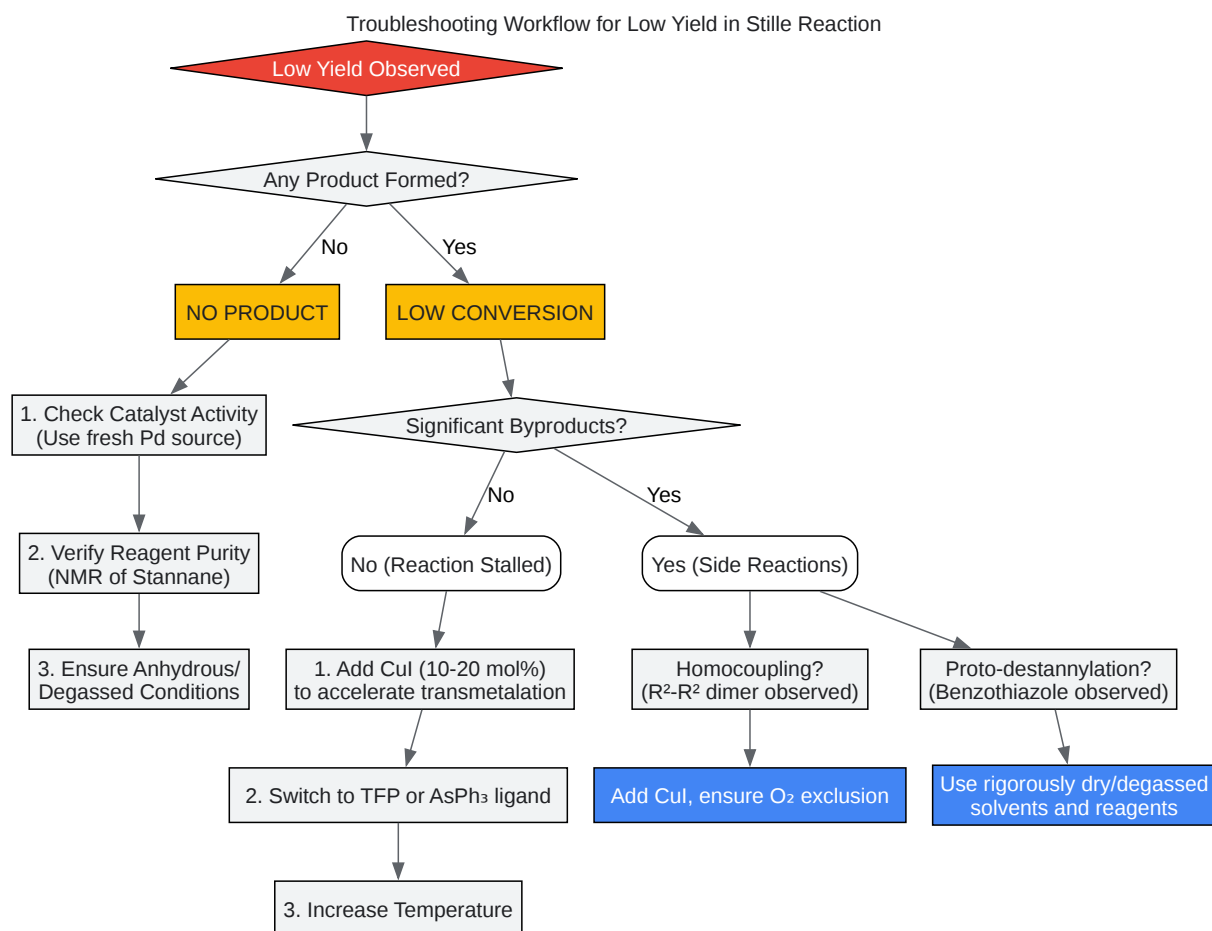 Troubleshooting Workflow for Low Yield in Stille Reaction
Low Yield Observed
Any Product Formed?
No
Yes
NO PRODUCT
LOW CONVERSION
1. Check Catalyst Activity
(Use fresh Pd source)
Significant Byproducts?
No
Yes
2. Verify Reagent Purity
(NMR of Stannane)
No (Reaction Stalled)
Yes (Side Reactions)
3. Ensure Anhydrous/
Degassed Conditions
1. Add CuI (10-20 mol%)
to accelerate transmetalation
Homocoupling?
(R²-R² dimer observed)
Proto-destannylation?
(Benzothiazole observed)
2. Switch to TFP or AsPh₃ ligand
Add CuI, ensure O₂ exclusion
Use rigorously dry/degassed
solvents and reagents
3. Increase Temperature